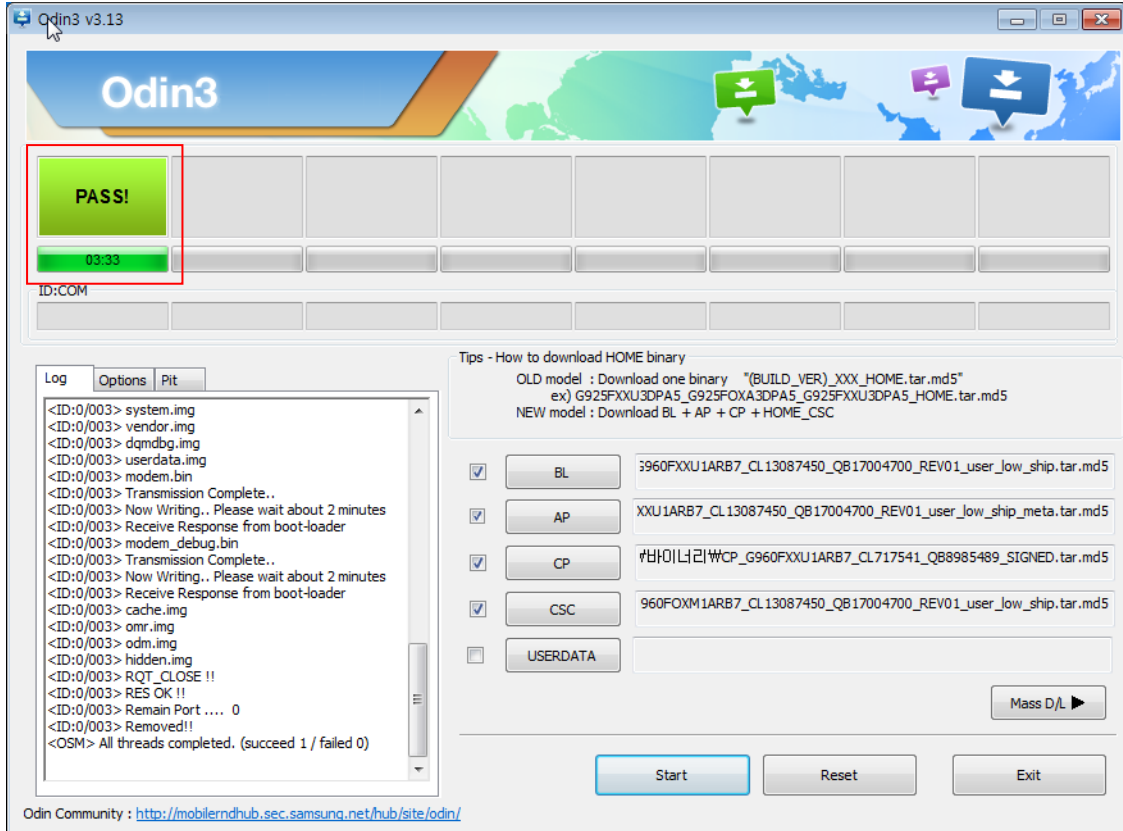 Odin3 v3.13
Odin3
PASS!
03:33
ID:COM
Log
Options
Pit
<ID:0/003> system.img
<ID:0/003> vendor.img
<ID:0/003> dqmdbg.img
<ID:0/003> userdata.img
<ID:0/003> modem.bin
<ID:0/003> Transmission Complete..
<ID:0/003> Now Writing.. Please wait about 2 minutes
<ID:0/003> Receive Response from boot-loader
<ID:0/003> modem_debug.bin
<ID:0/003> Transmission Complete..
<ID:0/003> Now Writing.. Please wait about 2 minutes
<ID:0/003> Receive Response from boot-loader
<ID:0/003> cache.img
<ID:0/003> omr.img
<ID:0/003> odm.img
<ID:0/003> hidden.img
<ID:0/003> RQT_CLOSE !!
<ID:0/003> RES OK !!
<ID:0/003> Remain Port .... 0
<ID:0/003> Removed!!
<OSM> All threads completed. (succeed 1 / failed 0)
Tips - How to download HOME binary
OLD model : Download one binary "(BUILD_VER)_XXX_HOME.tar.md5"
ex) G925FXXU3DPA5_G925FOXA3DPA5_G925FXXU3DPA5_HOME.tar.md5
NEW model : Download BL + AP + CP + HOME_CSC
BL
G960FXXU1ARB7_CL13087450_QB17004700_REV01_user_low_ship.tar.md5
AP
XXU1ARB7_CL13087450_QB17004700_REV01_user_low_ship_meta.tar.md5
CP
바이너리₩CP_G960FXXU1ARB7_CL717541_QB8985489_SIGNED.tar.md5
CSC
960FOXM1ARB7_CL13087450_QB17004700_REV01_user_low_ship.tar.md5
USERDATA
Mass D/L ▶
Start
Reset
Exit
Odin Community : http://mobilerndhub.sec.samsung.net/hub/site/odin/